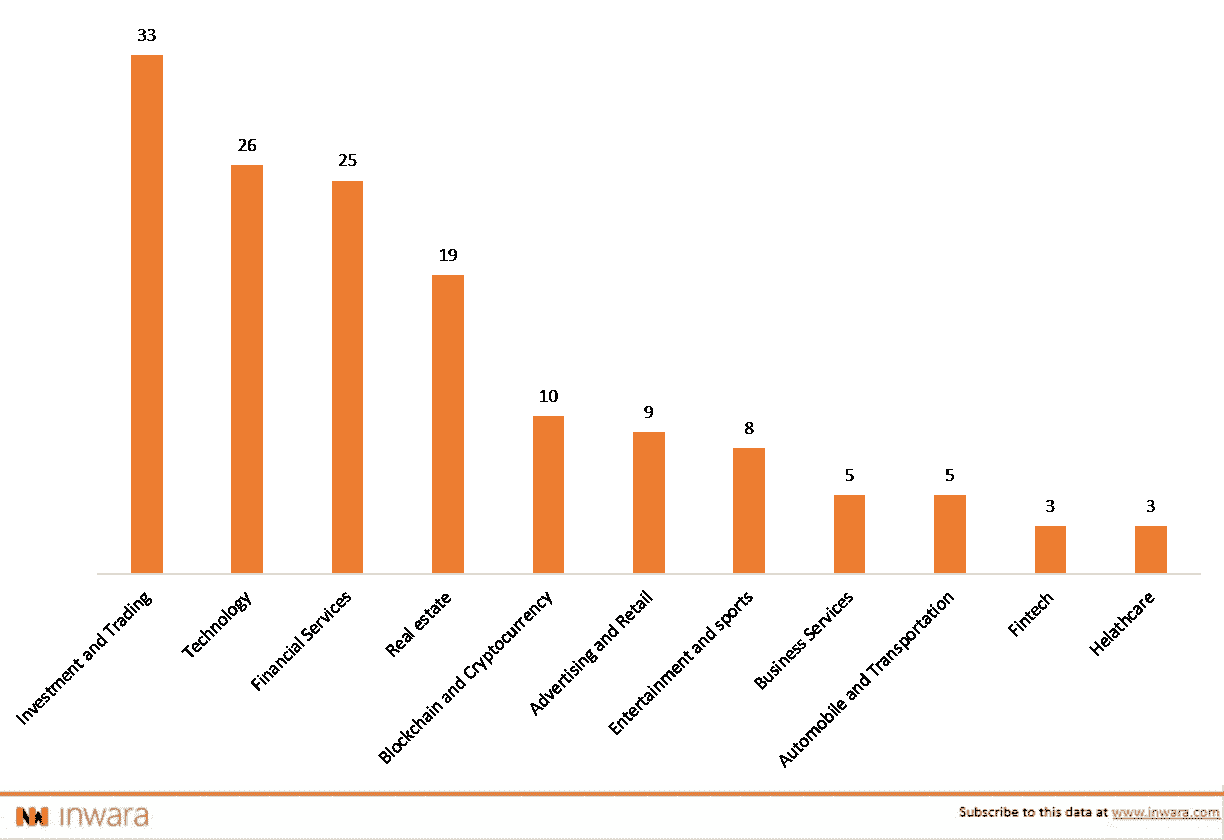 33
26
25
19
10
9
8
5
5
3
3
Investment and Trading
Technology
Financial Services
Real estate
Blockchain and Cryptocurrency
Advertising and Retail
Entertainment and sports
Business Services
Automobile and Transportation
Fintech
Helathcare
inwara
Subscribe to this data at www.inwara.com